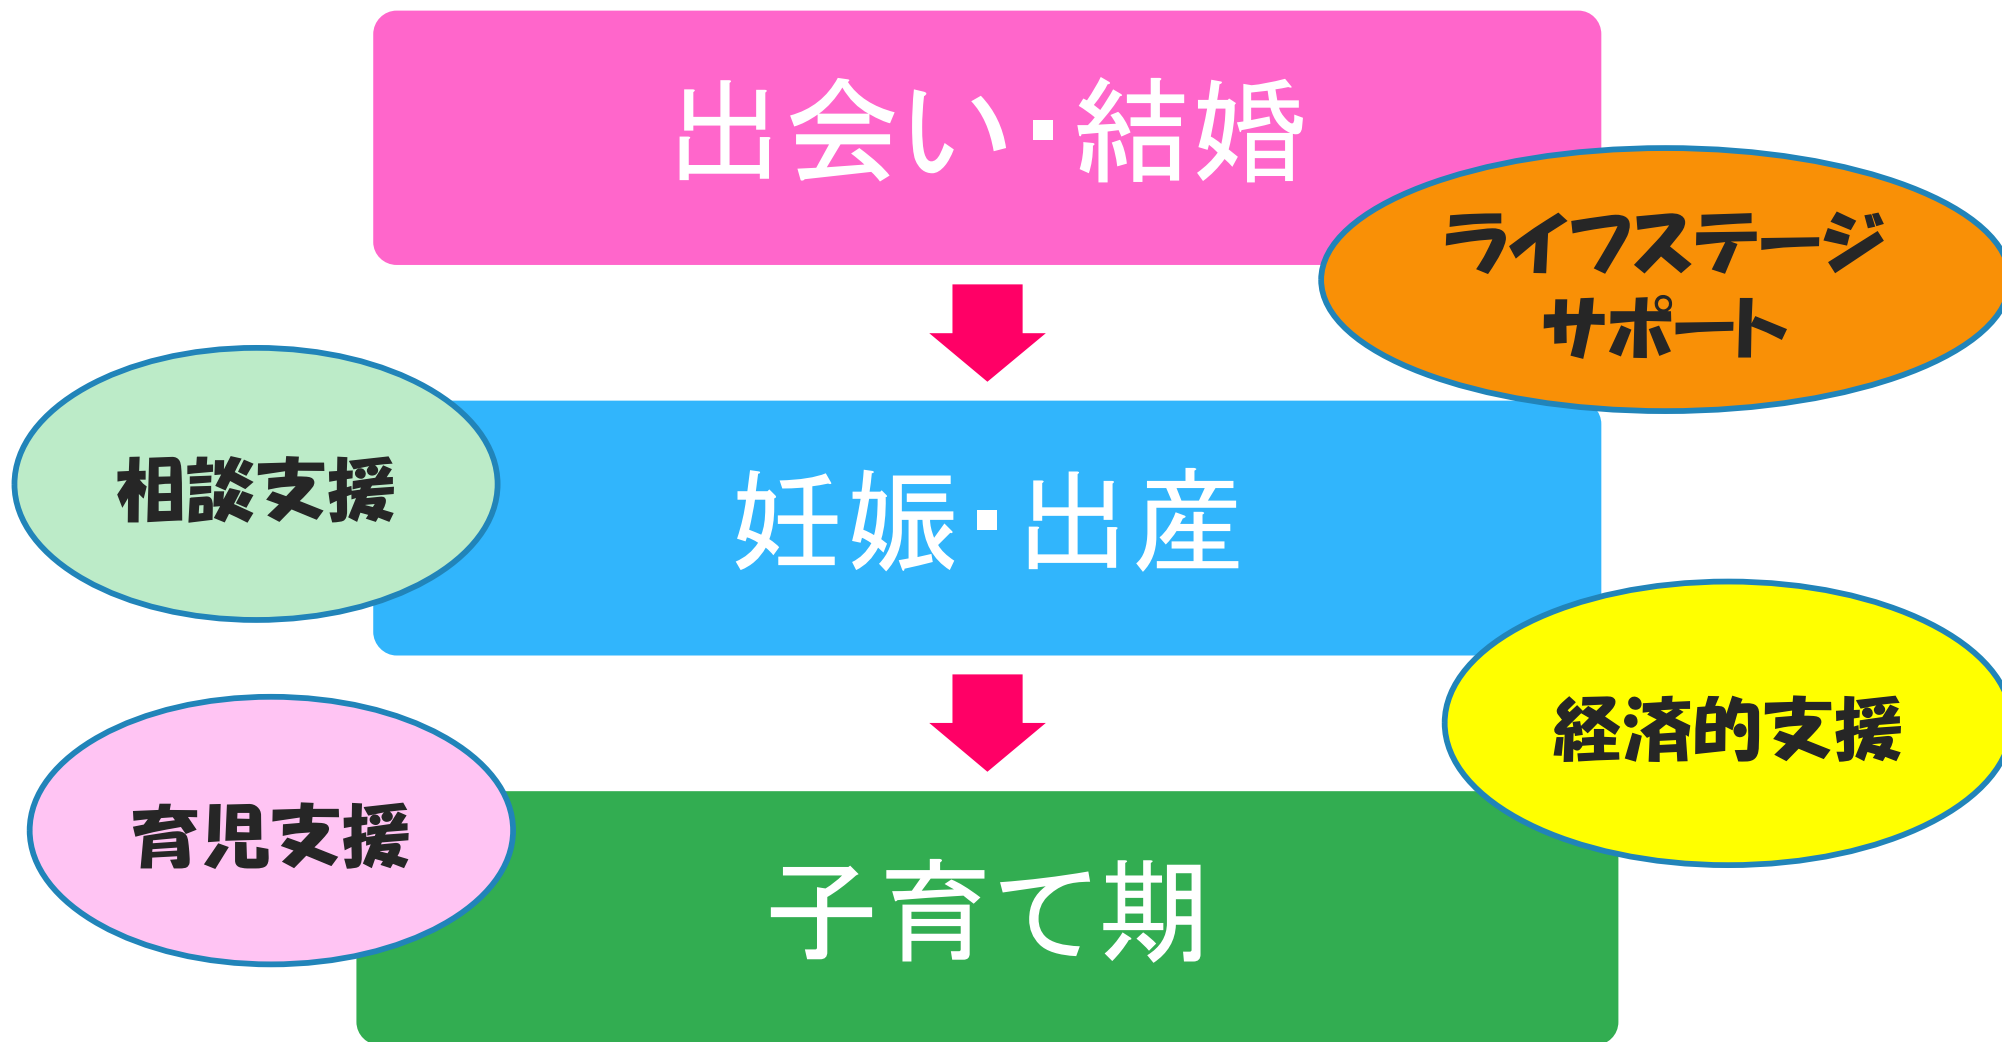 出会い・結婚
ライフステージ
サポート
相談支援
妊娠・出産
経済的支援
育児支援
子育て期